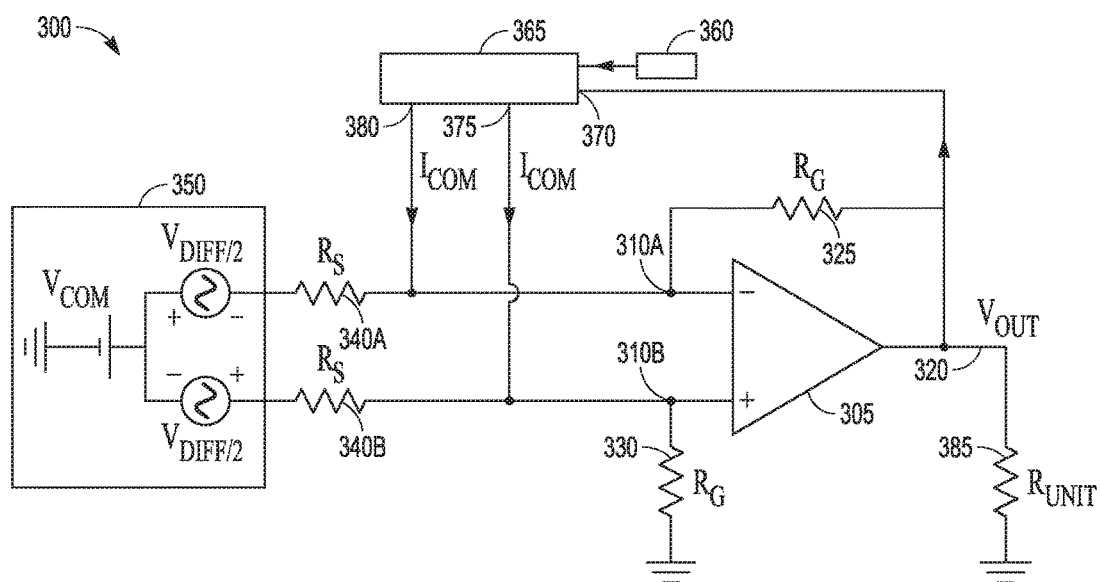 300
365
360
380
375
370
I_COM
I_COM
R_G
325
350
V_DIFF/2
R_S
310A
V_COM
+
-
340A
-
V_OUT
R_S
310B
320
-
+
340B
+
305
V_DIFF/2
330
R_G
385
R_UNIT